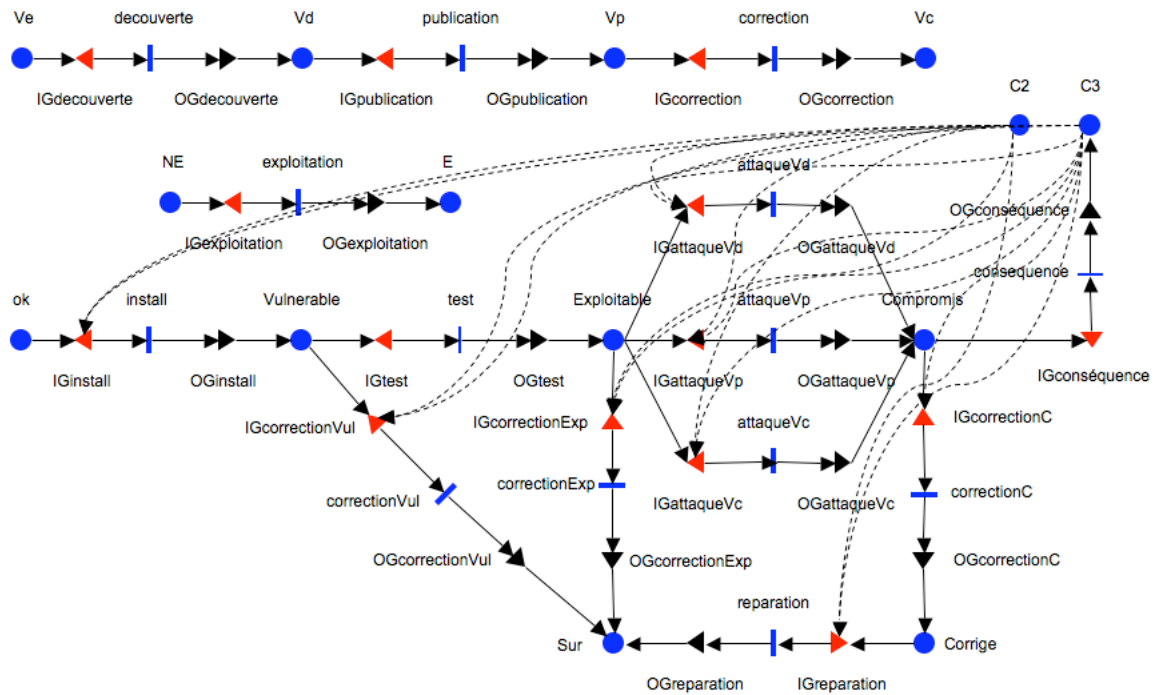 Ve decouverte Vd publication Vp correction Vc
IGdecouverte OGdecouverte IGpublication OGpublication IGcorrection OGcorrection
C2 C3
NE exploitation E attaqueVd
IGexploitation OGexploitation IGattaqueVd OGattaqueVd
OGconséquence
consequence
ok install Vulnerable test Exploitable attaqueVp Compromis
IGinstall OGinstall IGtest OGtest IGattaqueVp OGattaqueVp IGconséquence
IGcorrectionVul IGcorrectionExp attaqueVc IGcorrectionC
correctionVul correctionExp IGattaqueVc OGattaqueVc correctionC
OGcorrectionVul OGcorrectionExp OGcorrectionC
reparation
Sur Corrige
OGreparation IGreparation